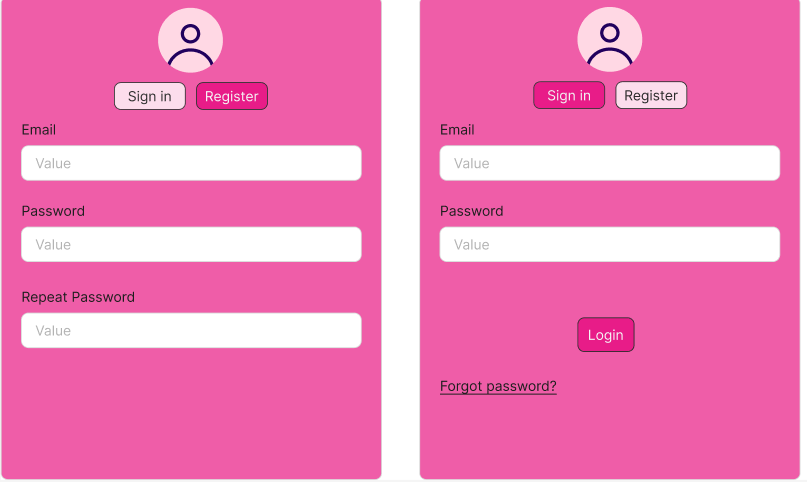 Sign in Register
Email
Value
Password
Value
Repeat Password
Value
Sign in Register
Email
Value
Password
Value
Login
Forgot password?